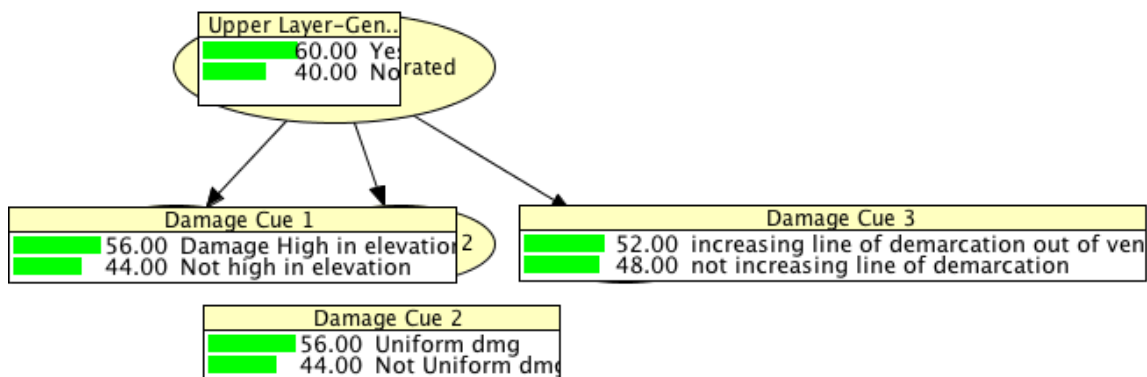 Upper Layer-Gen..
60.00 Yes
40.00 No
rated
Damage Cue 1
56.00 Damage High in elevation
44.00 Not high in elevation
2
Damage Cue 3
52.00 increasing line of demarcation out of ven
48.00 not increasing line of demarcation
Damage Cue 2
56.00 Uniform dmg
44.00 Not Uniform dmg